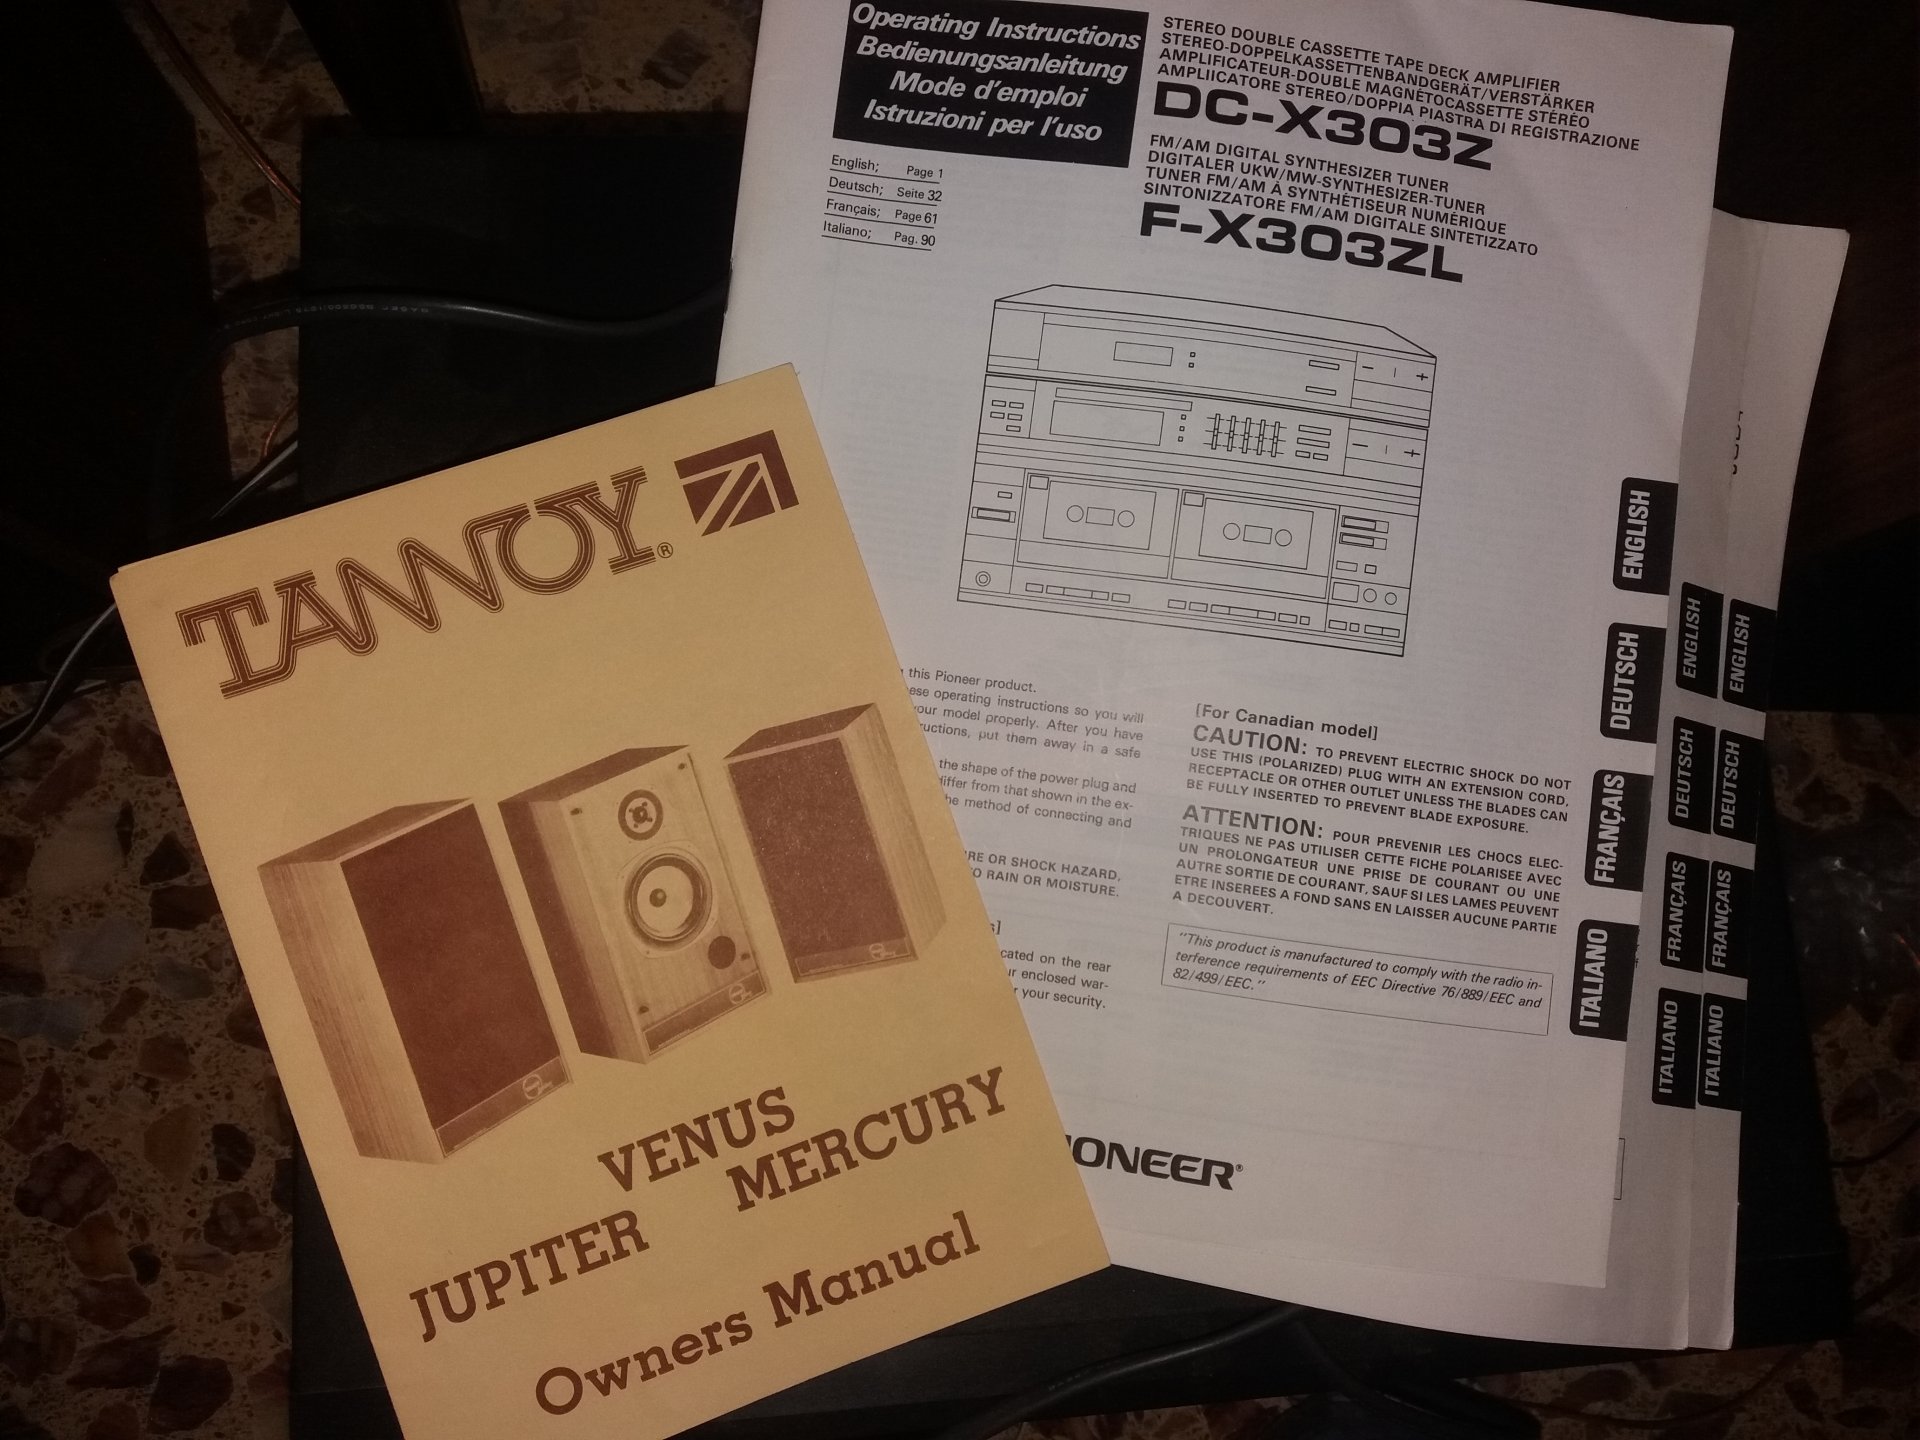 Operating Instructions
Bedienungsanleitung
Mode d'emploi
Istruzioni per l'uso
English; Page 1
Deutsch; Seite 32
Français; Page 61
Italiano; Pag. 90
STEREO DOUBLE CASSETTE TAPE DECK AMPLIFIER
STEREO-DOPPELKASSETTENBANDGERÄT/VERSTÄRKER
AMPLIFICATEUR-DOUBLE MAGNÉTOCASSETTE STÉRÉO
AMPLIICATORE STEREO/DOPPIA PIASTRA DI REGISTRAZIONE
DC-X303Z
FM/AM DIGITAL SYNTHESIZER TUNER
DIGITALER UKW/MW-SYNTHESIZER-TUNER
TUNER FM/AM À SYNTHÉTISEUR NUMÉRIQUE
SINTONIZZATORE FM/AM DIGITALE SINTETIZZATO
F-X303ZL
this Pioneer product.
ese operating instructions so you will
our model properly. After you have
ructions, put them away in a safe
the shape of the power plug and
differ from that shown in the ex-
he method of connecting and
RE OR SHOCK HAZARD,
TO RAIN OR MOISTURE.
s]
cated on the rear
ur enclosed war-
r your security.
[For Canadian model]
CAUTION: TO PREVENT ELECTRIC SHOCK DO NOT
USE THIS (POLARIZED) PLUG WITH AN EXTENSION CORD,
RECEPTACLE OR OTHER OUTLET UNLESS THE BLADES CAN
BE FULLY INSERTED TO PREVENT BLADE EXPOSURE.
ATTENTION: POUR PREVENIR LES CHOCS ELEC-
TRIQUES NE PAS UTILISER CETTE FICHE POLARISEE AVEC
UN PROLONGATEUR UNE PRISE DE COURANT OU UNE
AUTRE SORTIE DE COURANT, SAUF SI LES LAMES PEUVENT
ETRE INSEREES A FOND SANS EN LAISSER AUCUNE PARTIE
A DECOUVERT.
"This product is manufactured to comply with the radio in-
terference requirements of EEC Directive 76/889/EEC and
82/499/EEC."
IONEER®
ENGLISH
DEUTSCH
FRANÇAIS
ITALIANO
ENGLISH
DEUTSCH
FRANÇAIS
ITALIANO
ENGLISH
DEUTSCH
FRANÇAIS
ITALIANO
TANNOY®
VENUS
MERCURY
JUPITER
Owners Manual